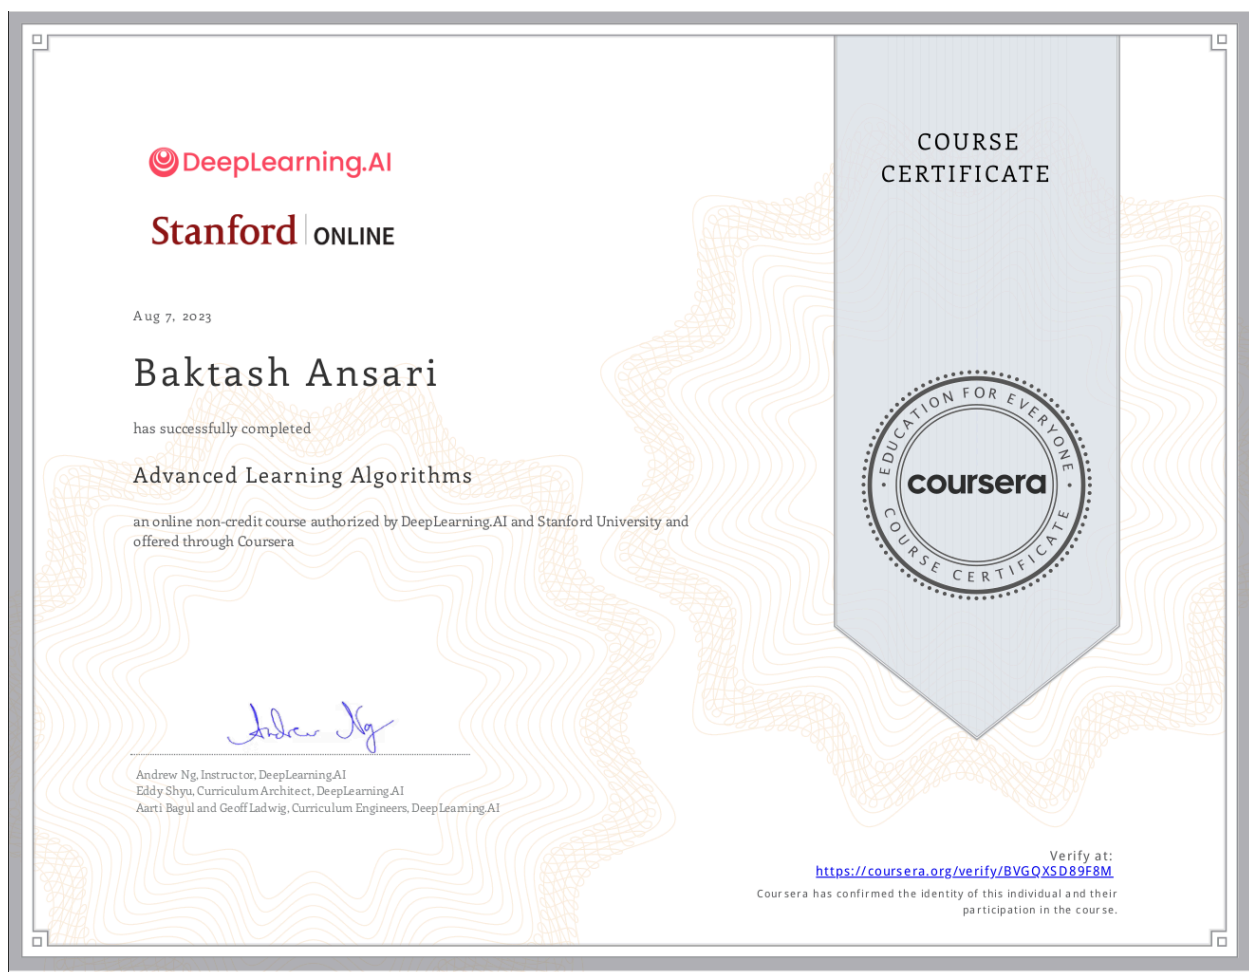 DeepLearning.AI
Stanford ONLINE
Aug 7, 2023
Baktash Ansari
has successfully completed
Advanced Learning Algorithms
an online non-credit course authorized by DeepLearning.AI and Stanford University and
offered through Coursera
Andrew Ng
Andrew Ng, Instructor, DeepLearning.AI
Eddy Shyu, Curriculum Architect, DeepLearning.AI
Aarti Bagul and Geoff Ladwig, Curriculum Engineers, DeepLearning.AI
COURSE
CERTIFICATE
EDUCATION FOR EVERYONE
coursera
COURSE CERTIFICATE
Verify at:
https://coursera.org/verify/BVGQXSD89F8M
Coursera has confirmed the identity of this individual and their
participation in the course.